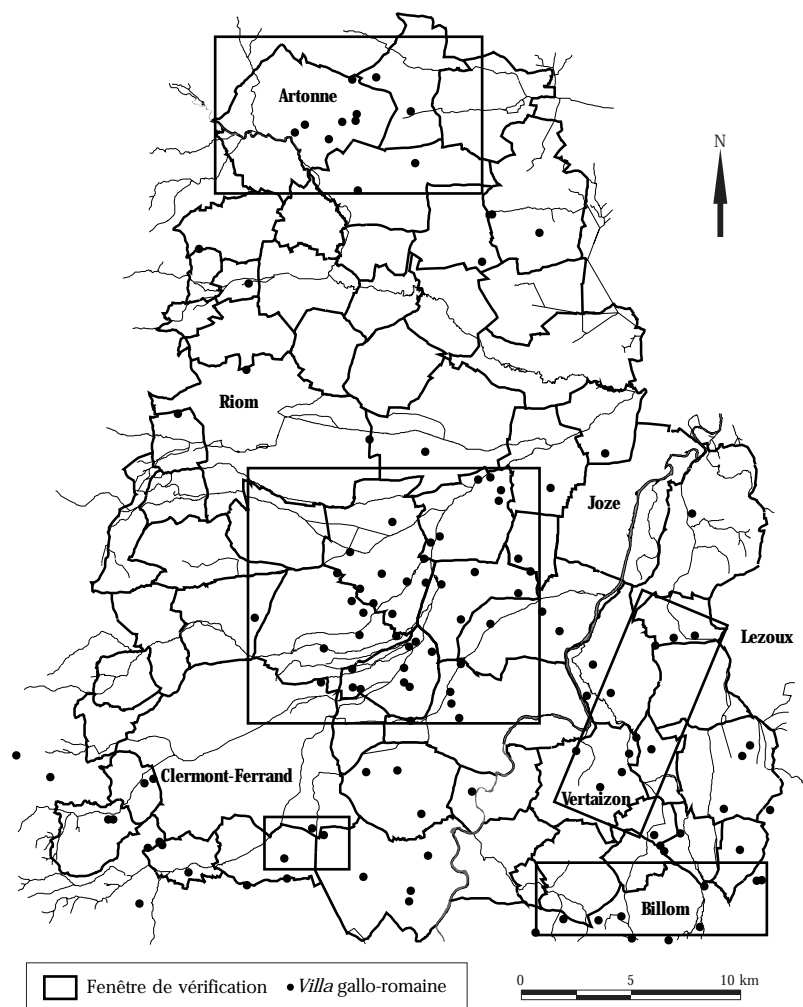 N
Artonne
Riom
Joze
Lezoux
Clermont-Ferrand
Vertaizon
Billom
Fenêtre de vérification
Villa gallo-romaine
0 5 10 km